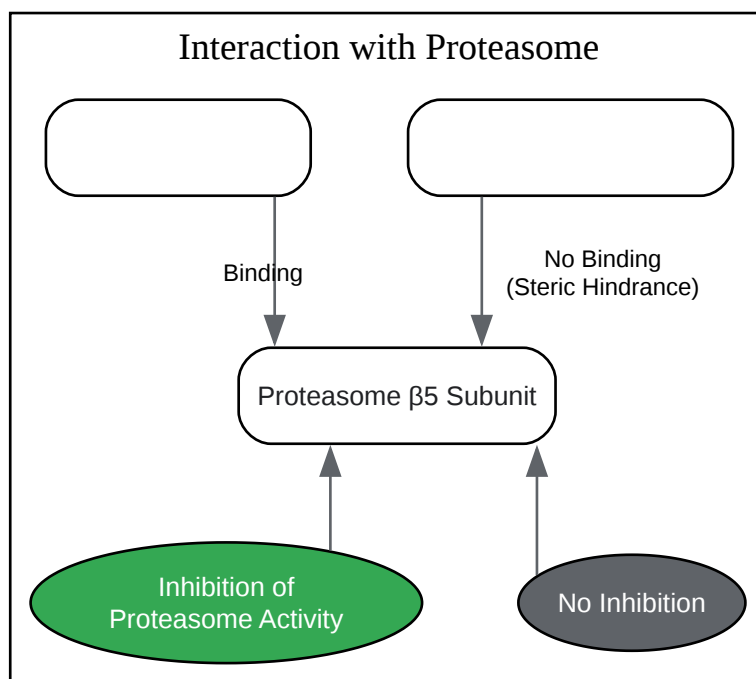 Interaction with Proteasome
Binding
No Binding
(Steric Hindrance)
Proteasome β5 Subunit
Inhibition of
Proteasome Activity
No Inhibition